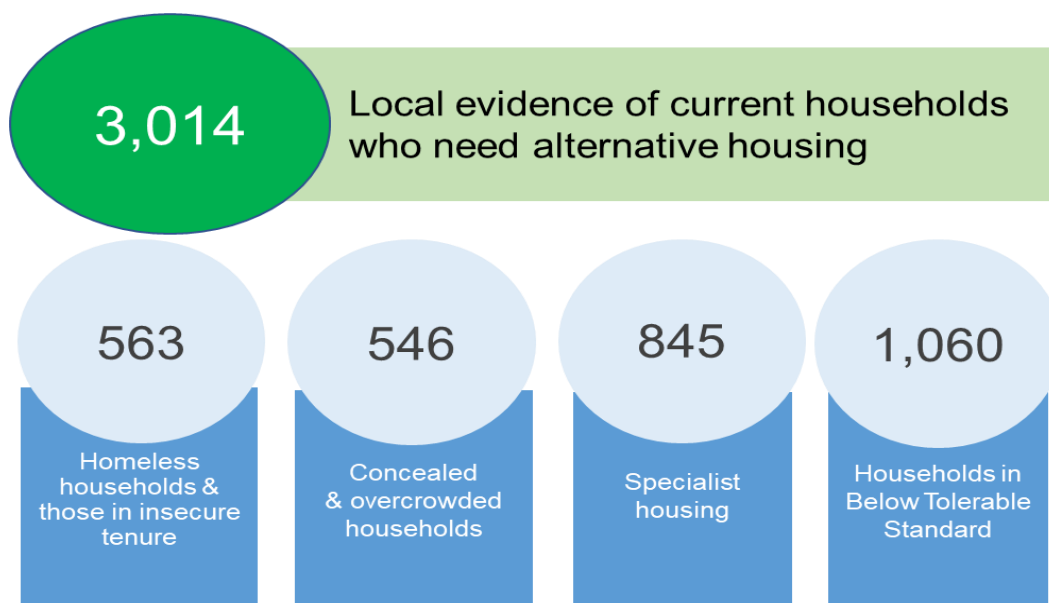 3,014
Local evidence of current households
who need alternative housing
563
546
845
1,060
Homeless
households &
those in insecure
tenure
Concealed
& overcrowded
households
Specialist
housing
Households in
Below Tolerable
Standard